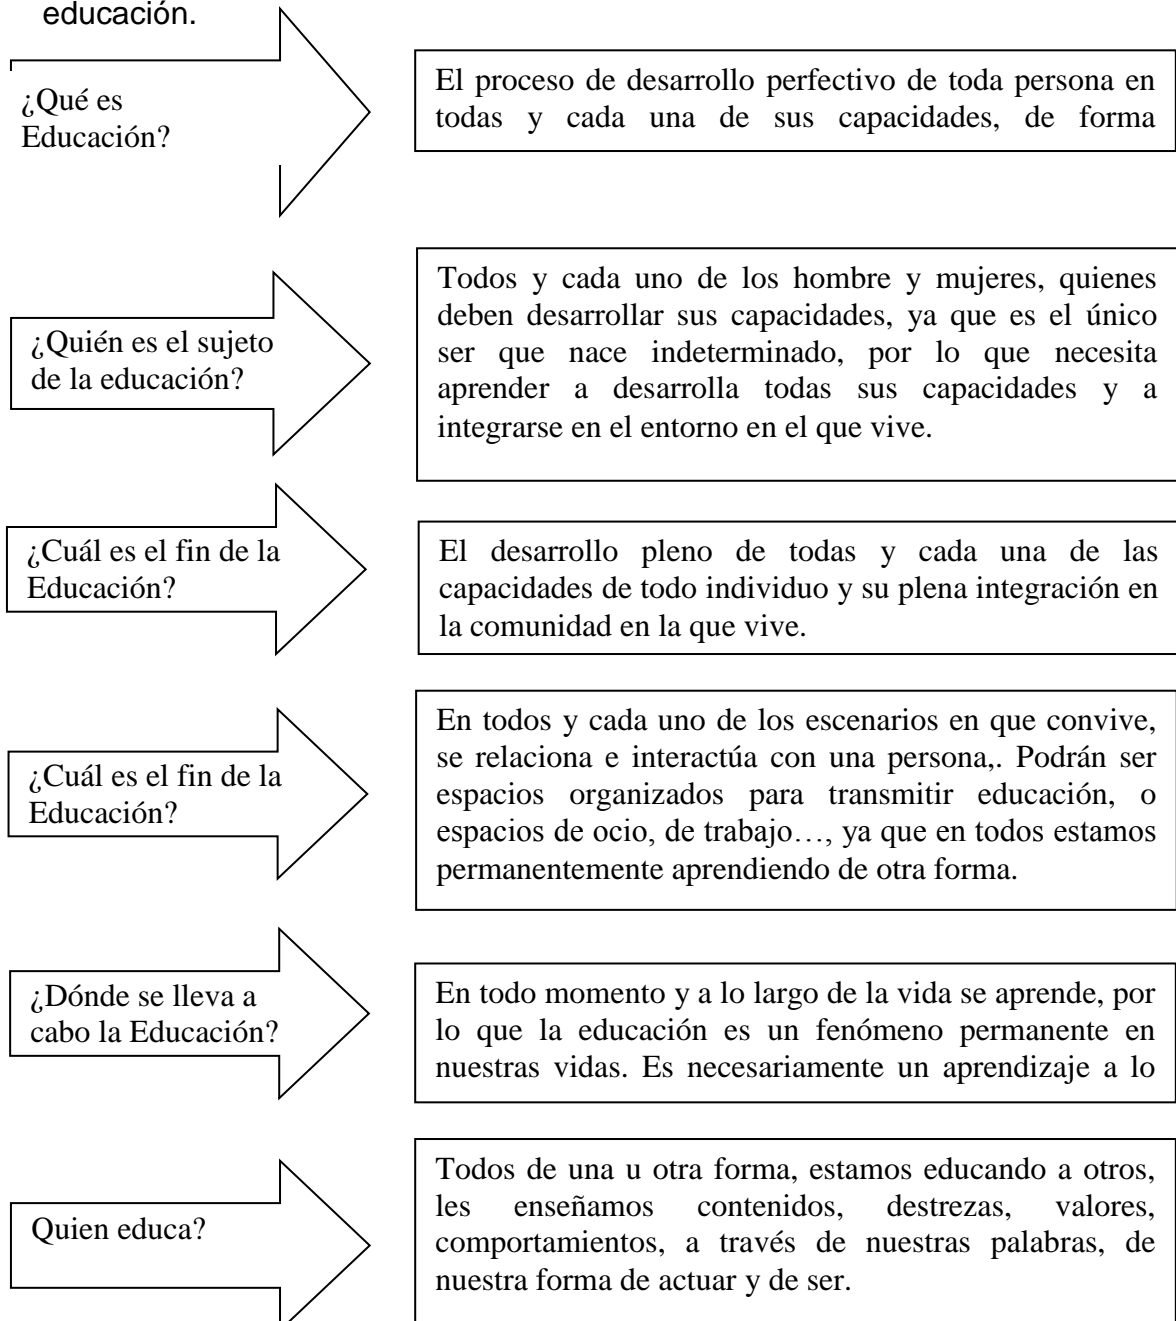 educación.
¿Qué es
Educación?
El proceso de desarrollo perfectivo de toda persona en
todas y cada una de sus capacidades, de forma
¿Quién es el sujeto
de la educación?
Todos y cada uno de los hombre y mujeres, quienes
deben desarrollar sus capacidades, ya que es el único
ser que nace indeterminado, por lo que necesita
aprender a desarrolla todas sus capacidades y a
integrarse en el entorno en el que vive.
¿Cuál es el fin de la
Educación?
El desarrollo pleno de todas y cada una de las
capacidades de todo individuo y su plena integración en
la comunidad en la que vive.
¿Cuál es el fin de la
Educación?
En todos y cada uno de los escenarios en que convive,
se relaciona e interactúa con una persona,. Podrán ser
espacios organizados para transmitir educación, o
espacios de ocio, de trabajo…, ya que en todos estamos
permanentemente aprendiendo de otra forma.
¿Dónde se lleva a
cabo la Educación?
En todo momento y a lo largo de la vida se aprende, por
lo que la educación es un fenómeno permanente en
nuestras vidas. Es necesariamente un aprendizaje a lo
Quien educa?
Todos de una u otra forma, estamos educando a otros,
les enseñamos contenidos, destrezas, valores,
comportamientos, a través de nuestras palabras, de
nuestra forma de actuar y de ser.